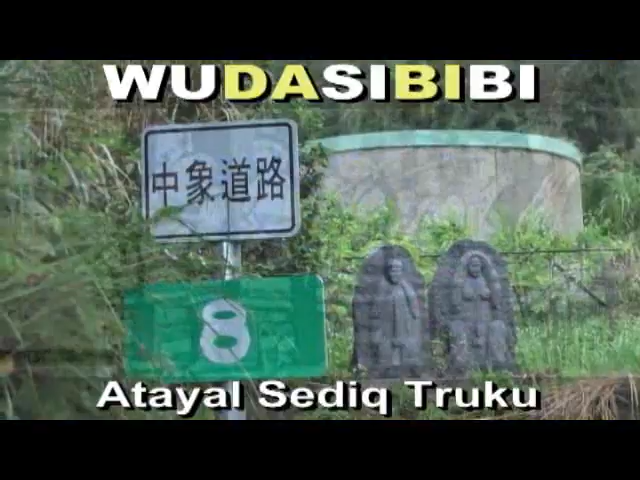 WUDASIBIBI
中象道路
8
Atayal Sediq Truku